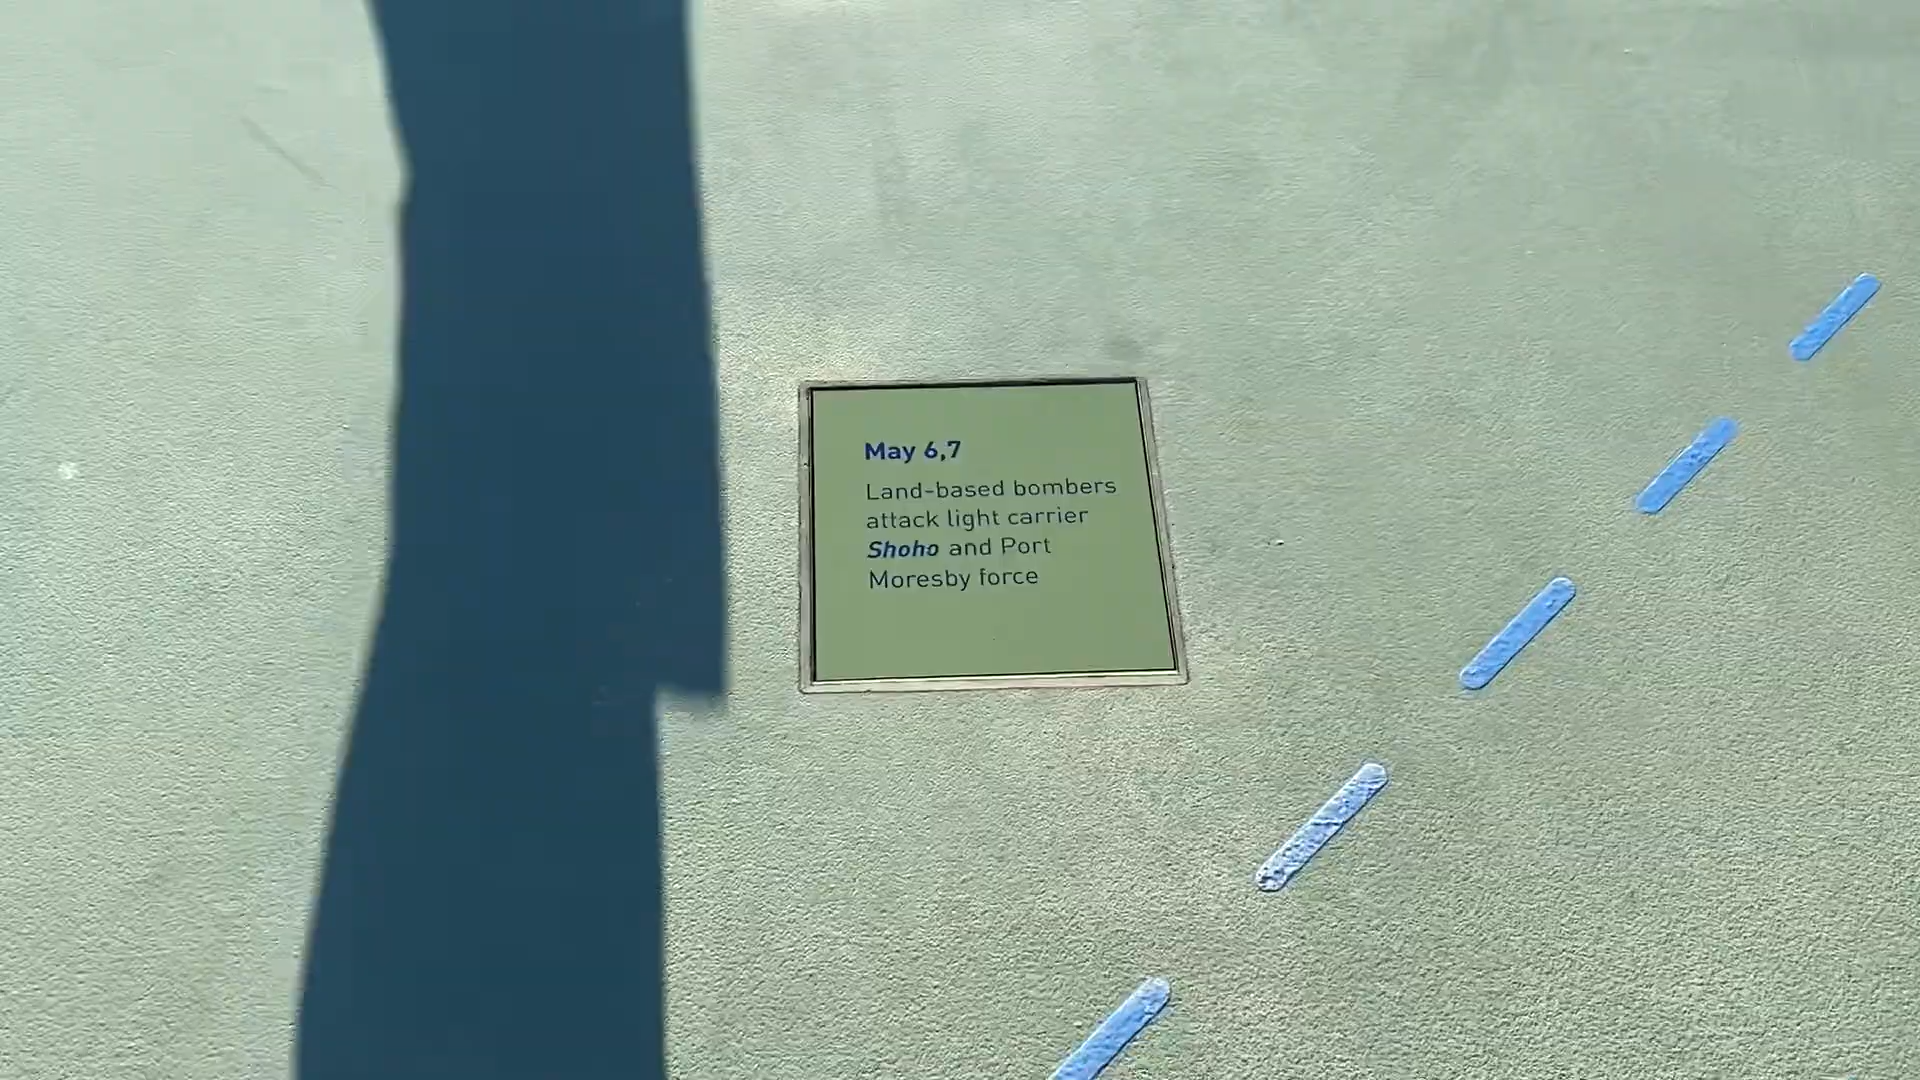 May 6,7
Land-based bombers
attack light carrier
Shoho and Port
Moresby force